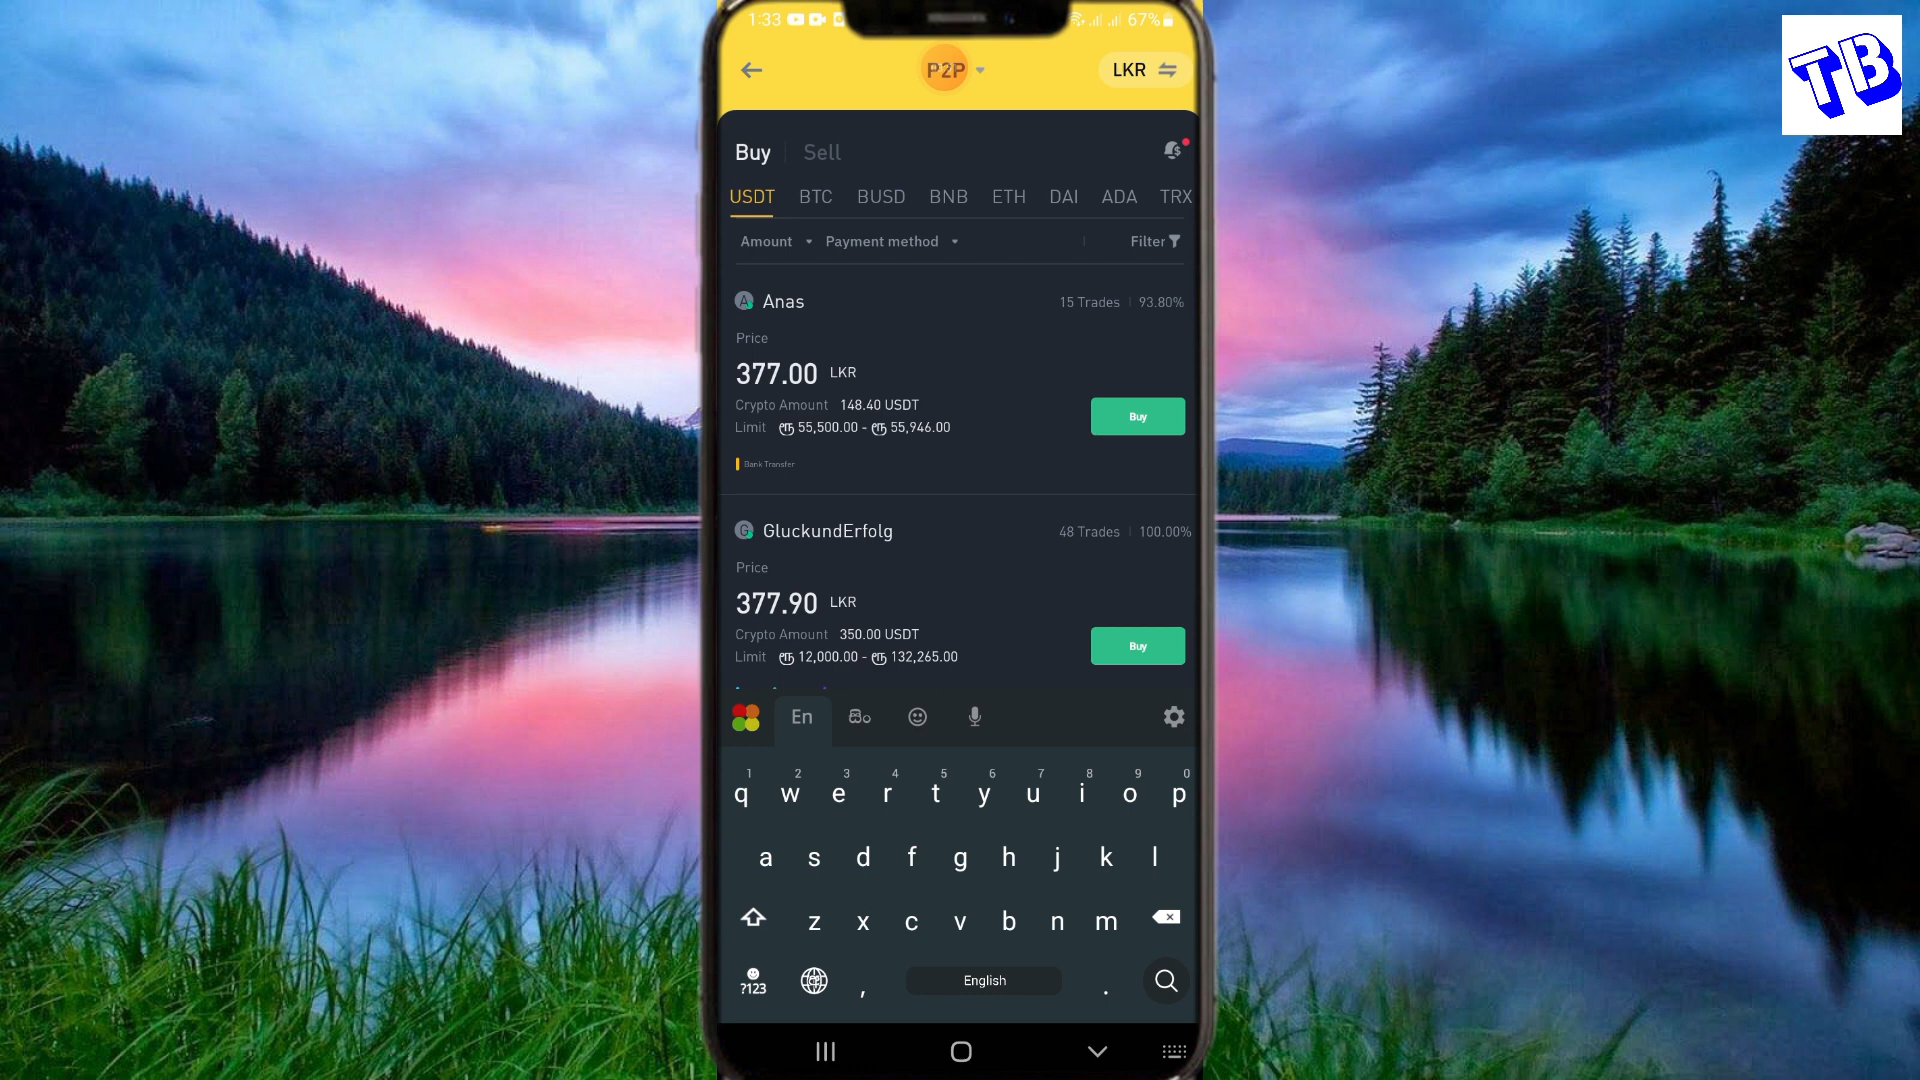 1:33 67%
P2P LKR
TB
Buy Sell
USDT BTC BUSD BNB ETH DAI ADA TRX
Amount Payment method Filter
A Anas 15 Trades 93.80%
Price
377.00 LKR
Crypto Amount 148.40 USDT
Buy
Limit රු 55,500.00 - රු 55,946.00
Bank Transfer
G GluckundErfolg 48 Trades 100.00%
Price
377.90 LKR
Crypto Amount 350.00 USDT
Buy
Limit රු 12,000.00 - රු 132,265.00
En සිං
1 2 3 4 5 6 7 8 9 0
q w e r t y u i o p
a s d f g h j k l
z x c v b n m
?123 , English .